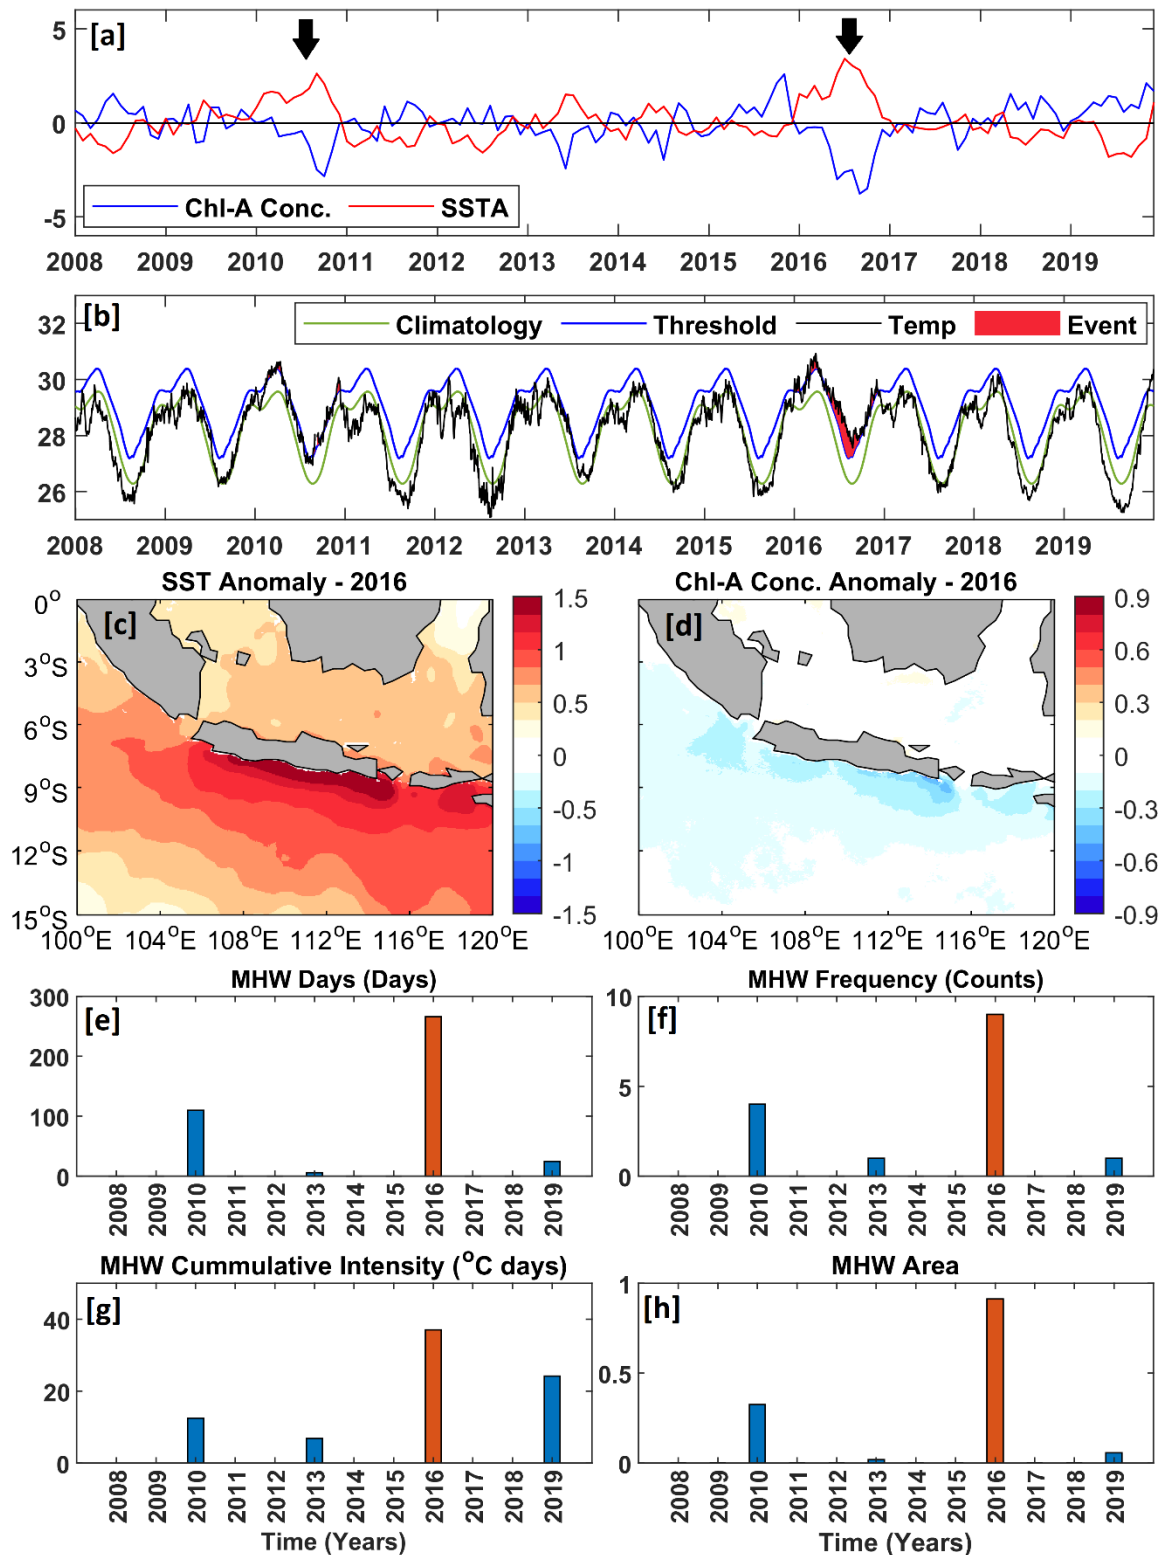 [a]
5
0
-5
Chl-A Conc. SSTA
2008 2009 2010 2011 2012 2013 2014 2015 2016 2017 2018 2019
[b]
Climatology Threshold Temp Event
32
30
28
26
2008 2009 2010 2011 2012 2013 2014 2015 2016 2017 2018 2019
SST Anomaly - 2016
[c]
0°
3°S
6°S
9°S
12°S
15°S
100°E 104°E 108°E 112°E 116°E 120°E
1.5
1
0.5
0
-0.5
-1
-1.5
Chl-A Conc. Anomaly - 2016
[d]
100°E 104°E 108°E 112°E 116°E 120°E
0.9
0.6
0.3
0
-0.3
-0.6
-0.9
MHW Days (Days)
[e]
300
200
100
0
2008 2009 2010 2011 2012 2013 2014 2015 2016 2017 2018 2019
MHW Frequency (Counts)
[f]
10
5
0
2008 2009 2010 2011 2012 2013 2014 2015 2016 2017 2018 2019
MHW Cummulative Intensity (°C days)
[g]
40
20
0
2008 2009 2010 2011 2012 2013 2014 2015 2016 2017 2018 2019
Time (Years)
MHW Area
[h]
1
0.5
0
2008 2009 2010 2011 2012 2013 2014 2015 2016 2017 2018 2019
Time (Years)